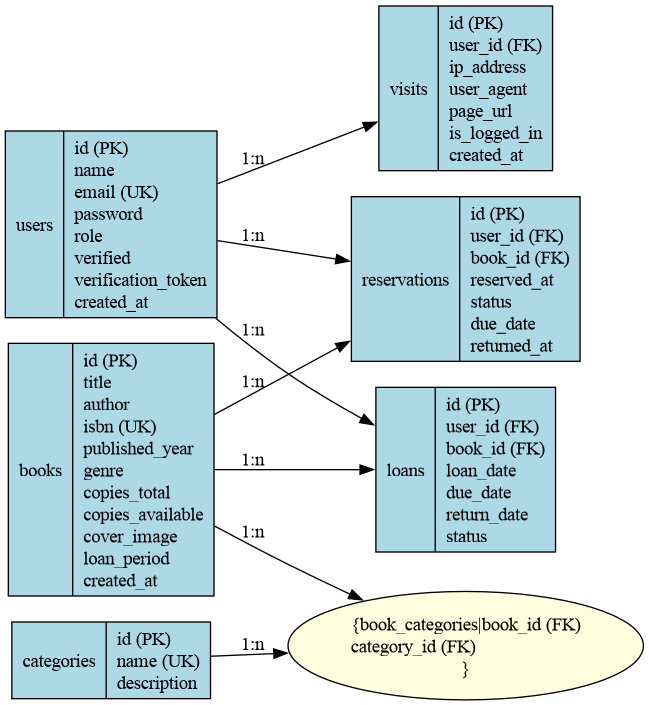 users
id (PK)
name
email (UK)
password
role
verified
verification_token
created_at
books
id (PK)
title
author
isbn (UK)
published_year
genre
copies_total
copies_available
cover_image
loan_period
created_at
categories
id (PK)
name (UK)
description
1:n
1:n
1:n
1:n
1:n
1:n
1:n
visits
id (PK)
user_id (FK)
ip_address
user_agent
page_url
is_logged_in
created_at
reservations
id (PK)
user_id (FK)
book_id (FK)
reserved_at
status
due_date
returned_at
loans
id (PK)
user_id (FK)
book_id (FK)
loan_date
due_date
return_date
status
{book_categories|book_id (FK)
category_id (FK)
}